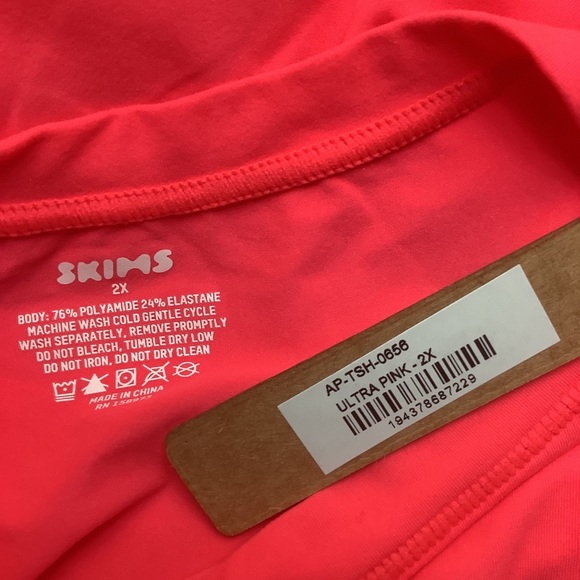 SKIMS
2X
BODY: 76% POLYAMIDE 24% ELASTANE
MACHINE WASH COLD GENTLE CYCLE
WASH SEPARATELY, REMOVE PROMPTLY
DO NOT BLEACH, TUMBLE DRY LOW
DO NOT IRON, DO NOT DRY CLEAN
MADE IN CHINA
RN
AP-TSH-0656
ULTRA PINK - 2X
194378687229